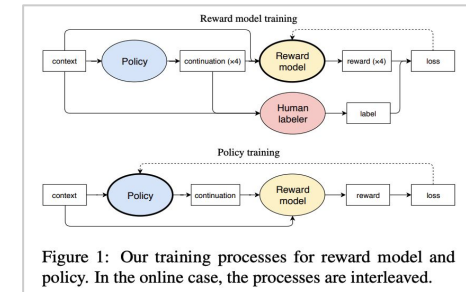 Reward model training
context
Policy
continuation (×4)
Reward
model
reward (×4)
loss
Human
labeler
label
Policy training
context
Policy
continuation
Reward
model
reward
loss
Figure 1: Our training processes for reward model and
policy. In the online case, the processes are interleaved.